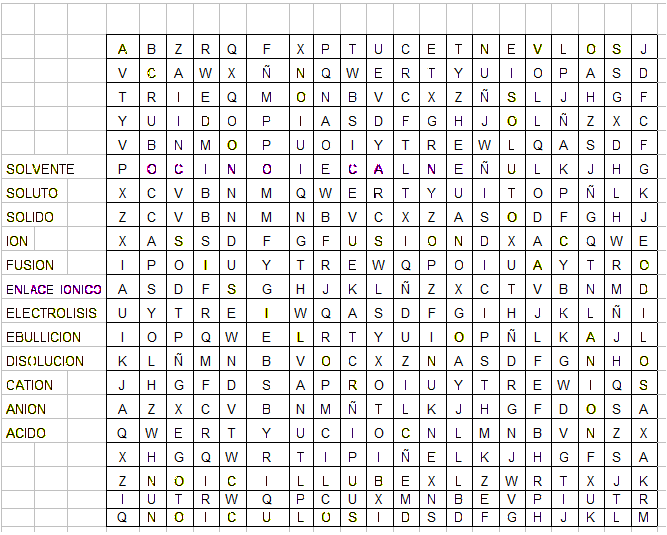 A B Z R Q F X P T U C E T N E V L O S J
V C A W X Ñ N Q W E R T Y U I O P A S D
T R I E Q M O N B V C X Z Ñ S L J H G F
Y U I D O P I A S D F G H J O L Ñ Z X C
V B N M O P U O I Y T R E W L Q A S D F
SOLVENTE P O C I N O I E C A L N E Ñ U L K J H G
SOLUTO X C V B N M Q W E R T Y U I T O P Ñ L K
SOLIDO Z C V B N M N B V C X Z A S O D F G H J
ION X A S S D F G F U S I O N D X A C Q W E
FUSION I P O I U Y T R E W Q P O I U A Y T R O
ENLACE IONICO A S D F S G H J K L Ñ Z X C T V B N M D
ELECTROLISIS U Y T R E I W Q A S D F G I H J K L Ñ I
EBULLICION I O P Q W E L R T Y U I O P Ñ L K A J L
DISOLUCION K L Ñ M N B V O C X Z N A S D F G N H O
CATION J H G F D S A P R O I U Y T R E W I Q S
ANION A Z X C V B N M Ñ T L K J H G F D O S A
ACIDO Q W E R T Y U C I O C N L M N B V N Z X
X H G Q W R T I P I Ñ E L K J H G F S A
Z N O I C I L L U B E X L Z W R T X J K
I U T R W Q P C U X M N B E V P I U T R
Q N O I C U L O S I D S D F G H J K L M